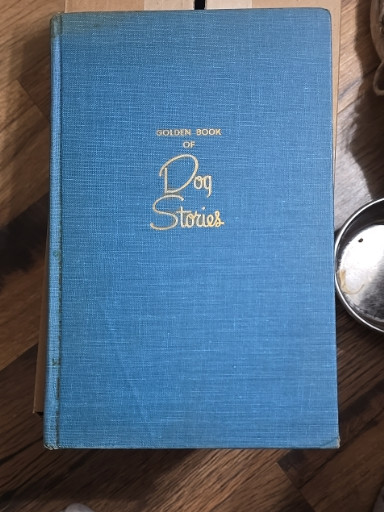 GOLDEN BOOK
OF
Dog
Stories